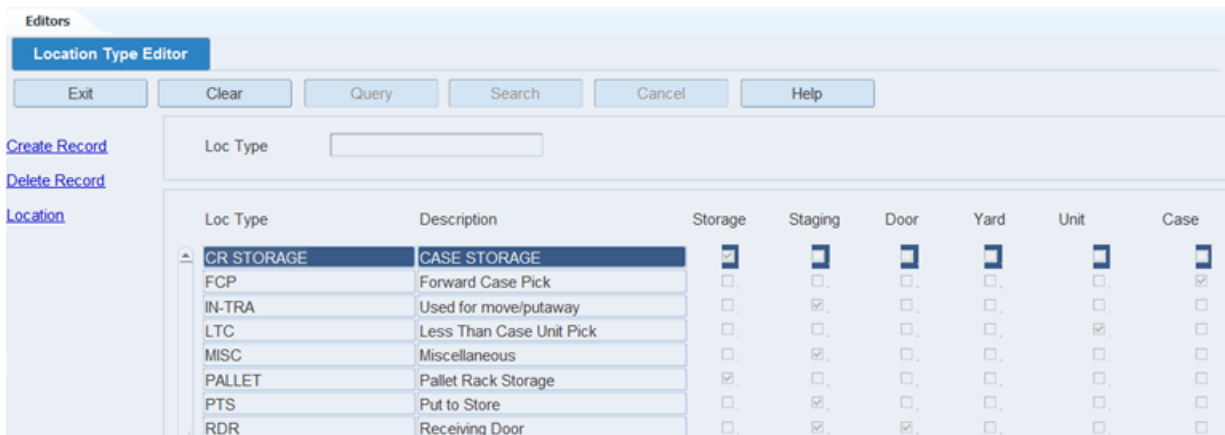 Editors
Location Type Editor
Exit Clear Query Search Cancel Help
Create Record Loc Type
Delete Record
Location Loc Type Description Storage Staging Door Yard Unit Case
CR STORAGE CASE STORAGE
FCP Forward Case Pick
IN-TRA Used for move/putaway
LTC Less Than Case Unit Pick
MISC Miscellaneous
PALLET Pallet Rack Storage
PTS Put to Store
RDR Receiving Door